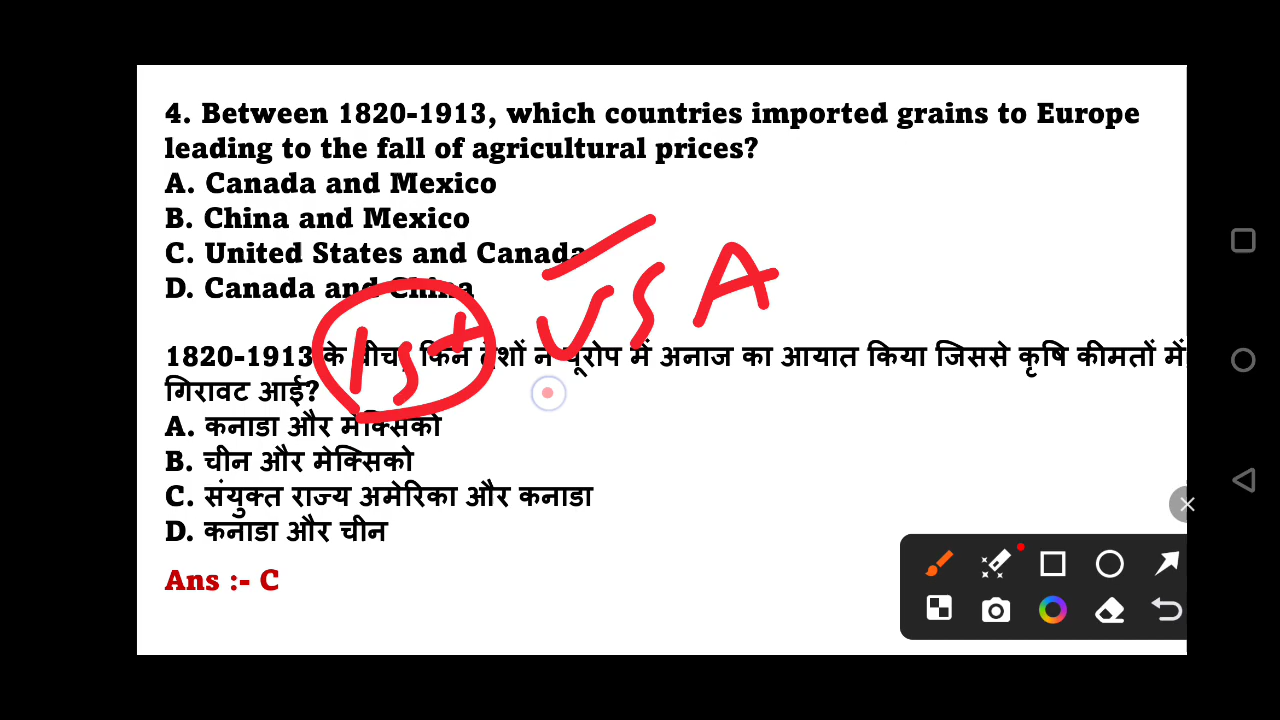 4. Between 1820-1913, which countries imported grains to Europe
leading to the fall of agricultural prices?
A. Canada and Mexico
B. China and Mexico
C. United States and Canada
D. Canada and China
1st USA
1820-1913 के बीच, किन देशों ने यूरोप में अनाज का आयात किया जिससे कृषि कीमतों में
गिरावट आई?
A. कनाडा और मेक्सिको
B. चीन और मेक्सिको
C. संयुक्त राज्य अमेरिका और कनाडा
D. कनाडा और चीन
Ans :- C